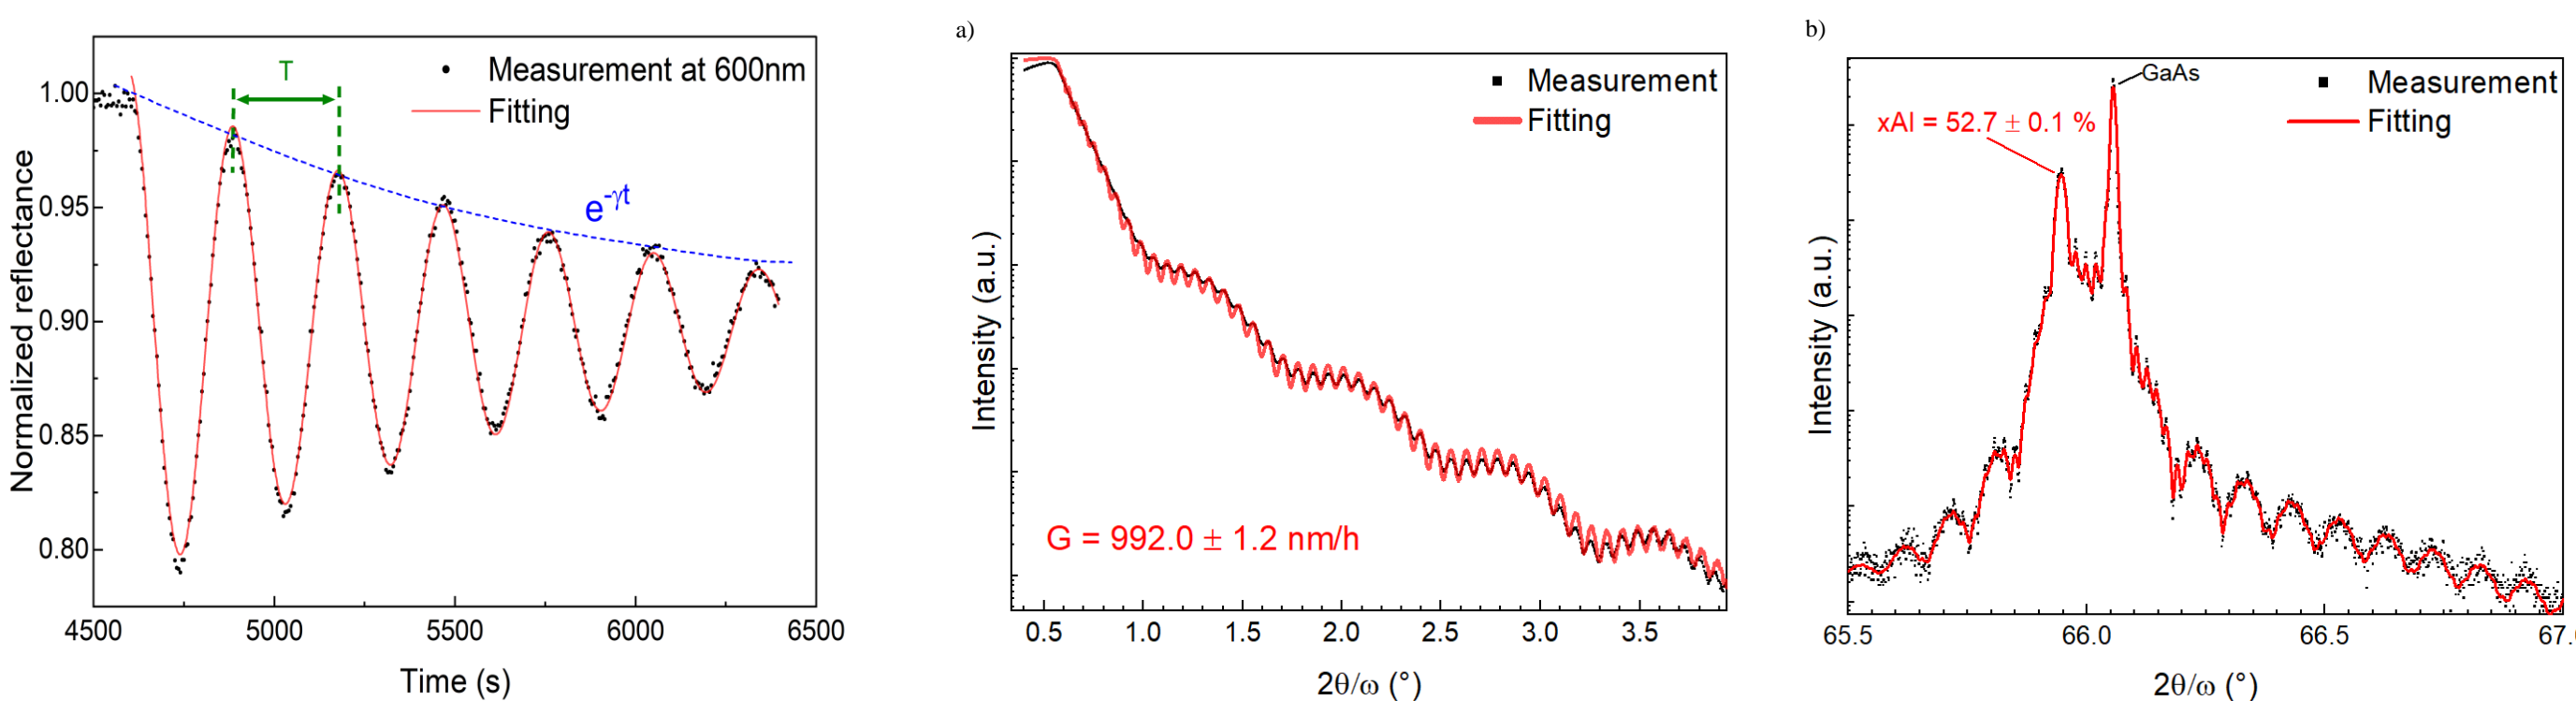 T
Measurement at 600nm
Fitting
e-γt
1.00
0.95
0.90
0.85
0.80
Normalized reflectance
4500 5000 5500 6000 6500
Time (s)
a)
Measurement
Fitting
G = 992.0 ± 1.2 nm/h
Intensity (a.u.)
0.5 1.0 1.5 2.0 2.5 3.0 3.5
2θ/ω (°)
b)
GaAs
Measurement
Fitting
xAl = 52.7 ± 0.1 %
Intensity (a.u.)
65.5 66.0 66.5 67.
2θ/ω (°)